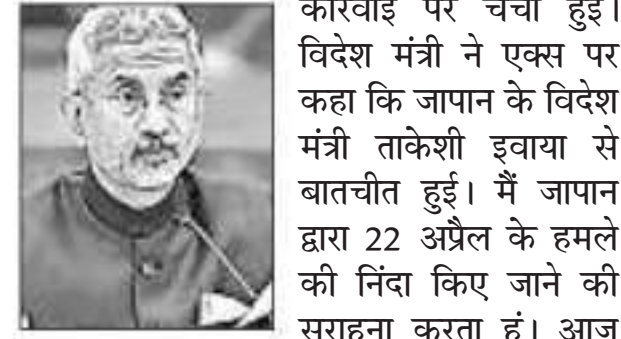 कार्रवाई पर चर्चा हुई।
विदेश मंत्री ने एक्स पर
कहा कि जापान के विदेश
मंत्री ताकेशी इवाया से
बातचीत हुई। मैं जापान
द्वारा 22 अप्रैल के हमले
की निंदा किए जाने की
सराहना करता हूं। आज